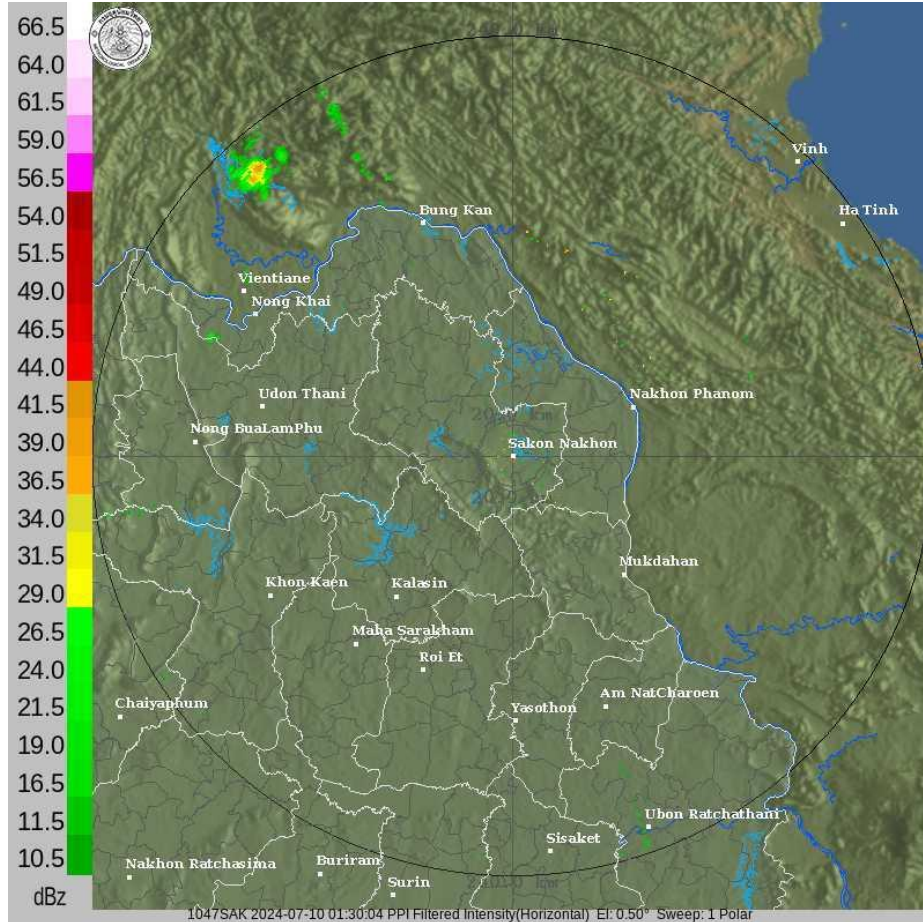 66.5
64.0
61.5
59.0
56.5
54.0
51.5
49.0
46.5
44.0
41.5
39.0
36.5
34.0
31.5
29.0
26.5
24.0
21.5
19.0
16.5
11.5
10.5
dBz
Vinh
Ha Tinh
Bung Kan
Vientiane
Nong Khai
Udon Thani
Nakhon Phanom
Nong BuaLamPhu
Sakon Nakhon
Mukdahan
Khon Kaen
Kalasin
Maha Sarakham
Roi Et
Am NatCharoen
Chaiyaphum
Yasothon
Ubon Ratchathani
Sisaket
Nakhon Ratchasima
Buriram
Surin
1047SAK 2024-07-10 01:30:04 PPI Filtered Intensity(Horizontal) El: 0.50° Sweep: 1 Polar